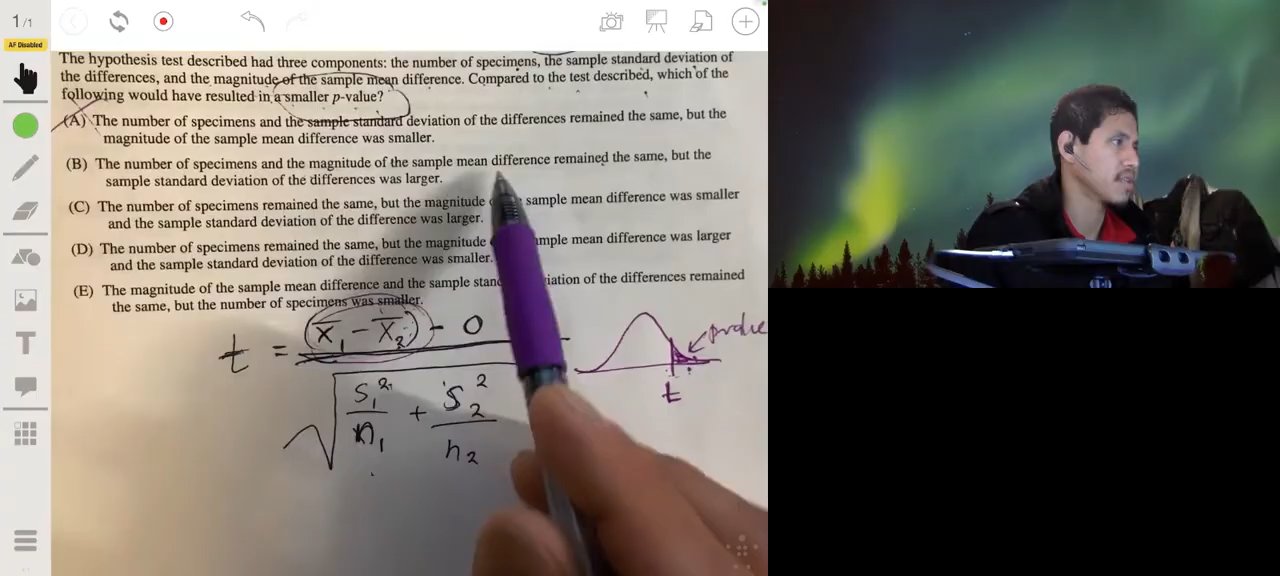 1/1
AF Disabled
The hypothesis test described had three components: the number of specimens, the sample standard deviation of
the differences, and the magnitude of the sample mean difference. Compared to the test described, which of the
following would have resulted in a smaller p-value?
(A) The number of specimens and the sample standard deviation of the differences remained the same, but the
magnitude of the sample mean difference was smaller.
(B) The number of specimens and the magnitude of the sample mean difference remained the same, but the
sample standard deviation of the differences was larger.
(C) The number of specimens remained the same, but the magnitude sample mean difference was smaller
and the sample standard deviation of the difference was larger.
(D) The number of specimens remained the same, but the magnitude mean difference was larger
and the sample standard deviation of the difference was smaller.
(E) The magnitude of the sample mean difference and the sample of the differences remained
the same, but the number of specimens was smaller.
t = (x̄₁ − x̄₂) − 0
S₁² + S₂²
n₁ n₂
t
T